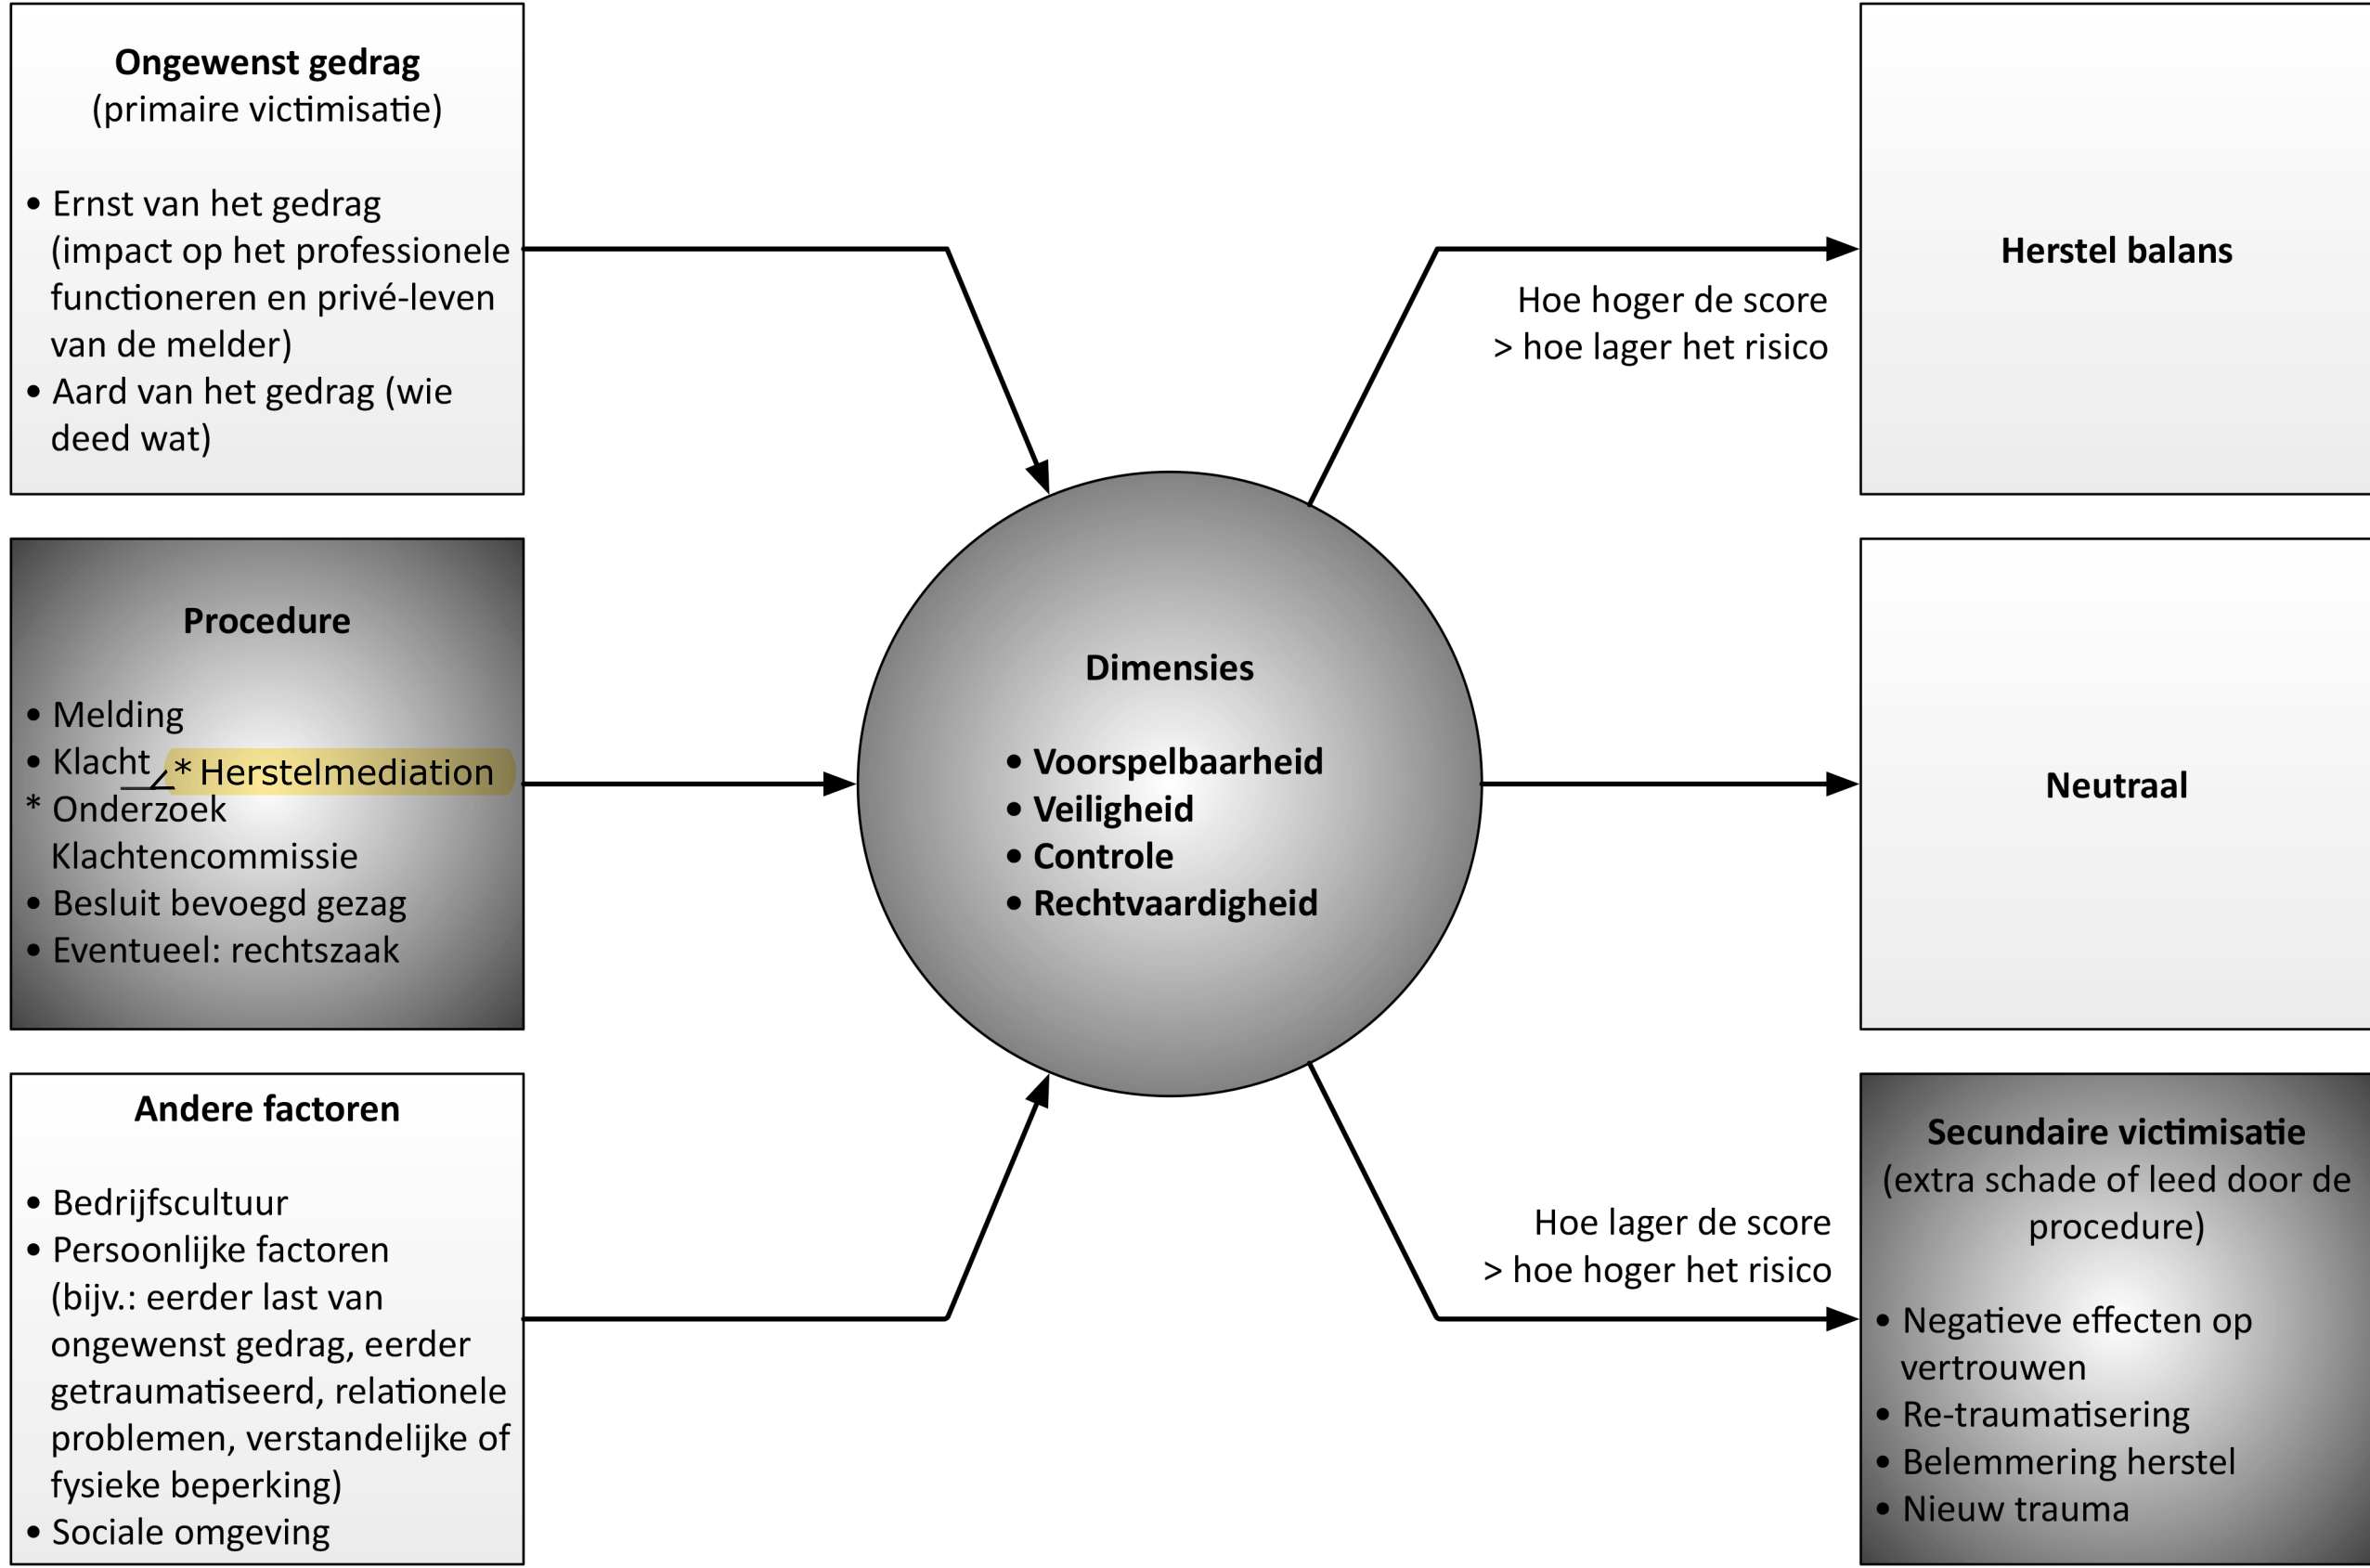 Ongewenst gedrag
(primaire victimisatie)
• Ernst van het gedrag
(impact op het professionele
functioneren en privé-leven
van de melder)
• Aard van het gedrag (wie
deed wat)
Procedure
• Melding
• Klacht
* Herstelmediation
* Onderzoek
Klachtencommissie
• Besluit bevoegd gezag
• Eventueel: rechtszaak
Andere factoren
• Bedrijfscultuur
• Persoonlijke factoren
(bijv.: eerder last van
ongewenst gedrag, eerder
getraumatiseerd, relationele
problemen, verstandelijke of
fysieke beperking)
• Sociale omgeving
Dimensies
• Voorspelbaarheid
• Veiligheid
• Controle
• Rechtvaardigheid
Hoe hoger de score
> hoe lager het risico
Hoe lager de score
> hoe hoger het risico
Herstel balans
Neutraal
Secundaire victimisatie
(extra schade of leed door de
procedure)
• Negatieve effecten op
vertrouwen
• Re-traumatisering
• Belemmering herstel
• Nieuw trauma